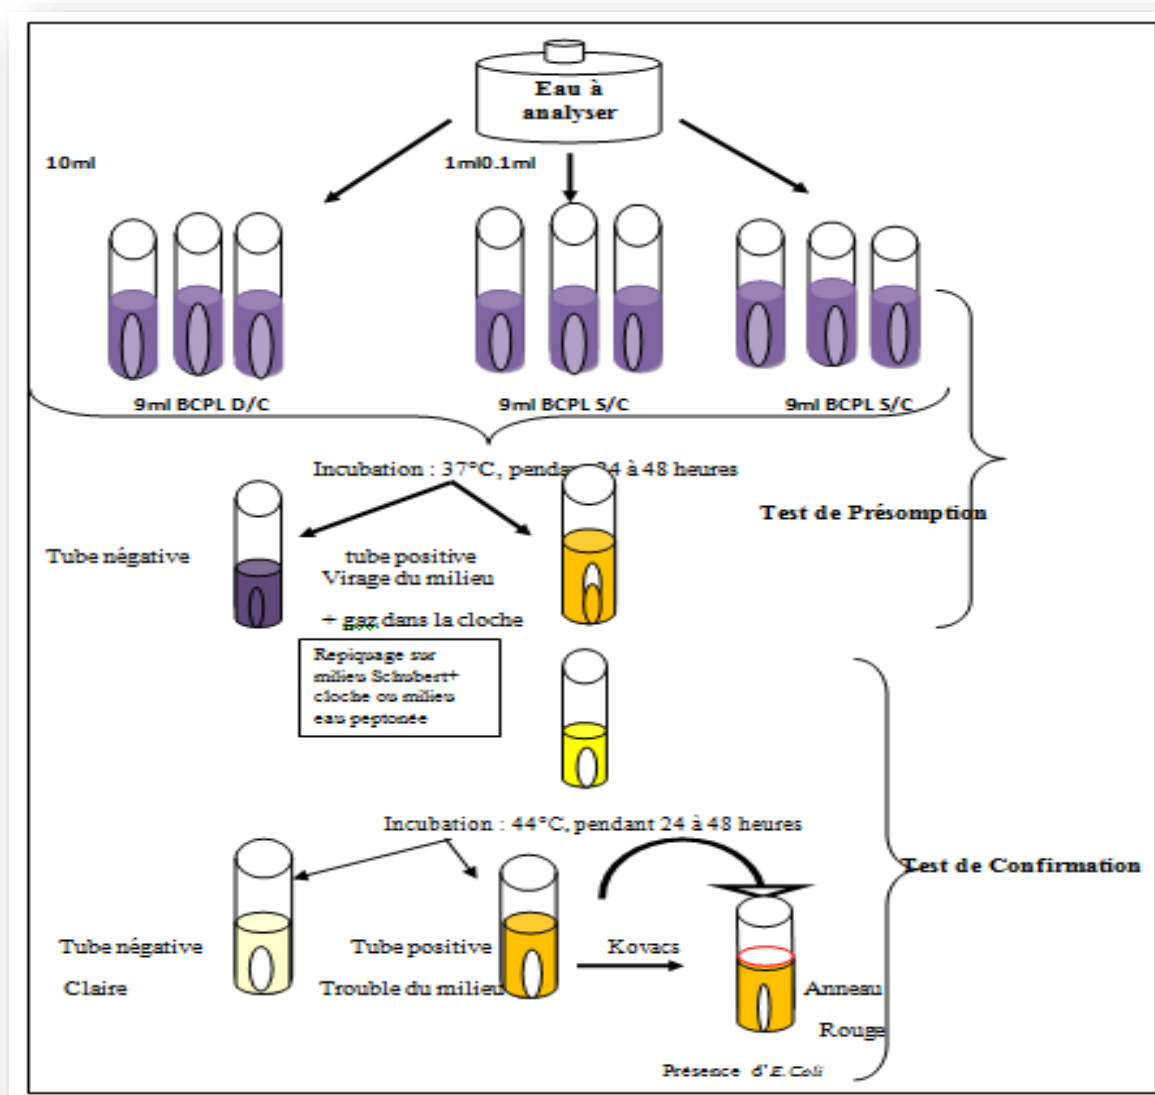 Eau à
analyser
10ml
1ml0.1ml
9ml BCPL D/C
9ml BCPL S/C
9ml BCPL S/C
Incubation : 37°C, pendant 24 à 48 heures
Test de Présomption
Tube négative
tube positive
Virage du milieu
+ gaz dans la cloche
Repiquage sur
milieu Schubert+
cloche ou milieu
eau peptonée
Incubation : 44°C, pendant 24 à 48 heures
Test de Confirmation
Tube négative
Claire
Tube positive
Trouble du milieu
Kovacs
Anneau
Rouge
Présence d'E.Coli